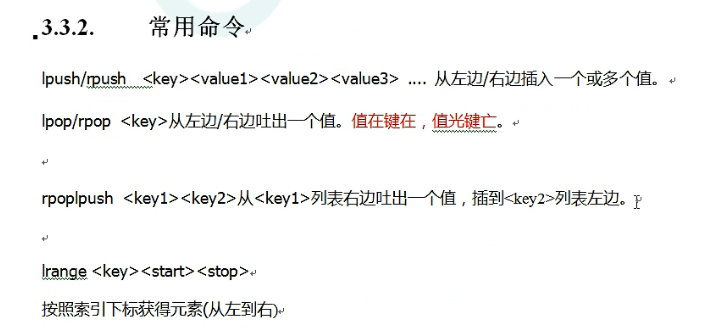 3.3.2. 常用命令
lpush/rpush <key><value1><value2><value3> .... 从左边/右边插入一个或多个值。
lpop/rpop <key>从左边/右边吐出一个值。值在键在，值光键亡。
rpoplpush <key1><key2>从<key1>列表右边吐出一个值，插到<key2>列表左边。
lrange <key><start><stop>
按照索引下标获得元素(从左到右)